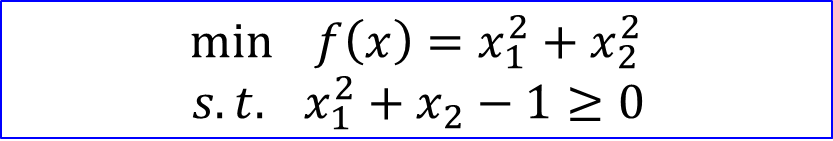 min f(x) = x₁² + x₂²
s.t. x₁² + x₂ − 1 ≥ 0